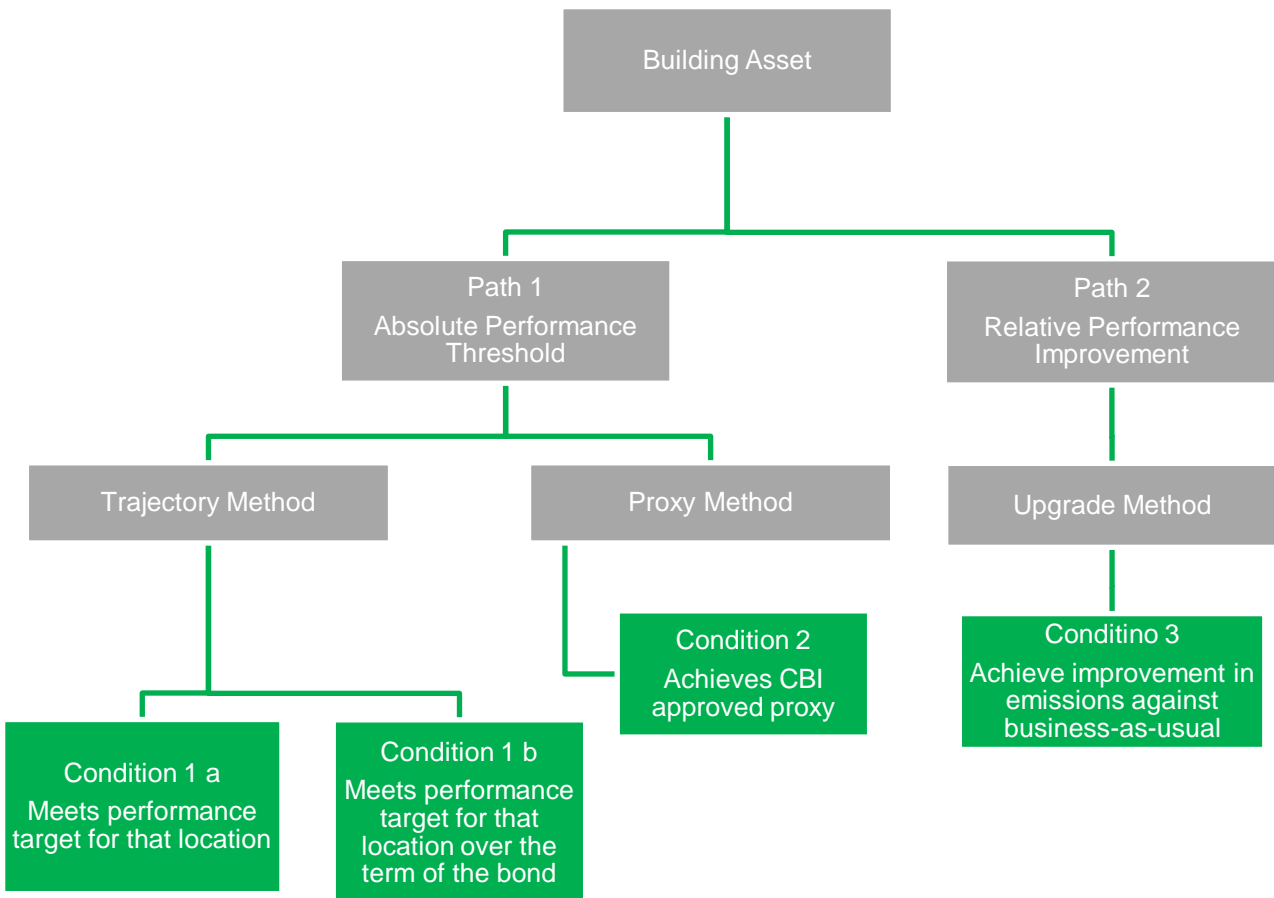 Building Asset
Path 1
Absolute Performance
Threshold
Path 2
Relative Performance
Improvement
Trajectory Method
Proxy Method
Upgrade Method
Condition 1 a
Meets performance
target for that location
Condition 1 b
Meets performance
target for that
location over the
term of the bond
Condition 2
Achieves CBI
approved proxy
Conditino 3
Achieve improvement in
emissions against
business-as-usual